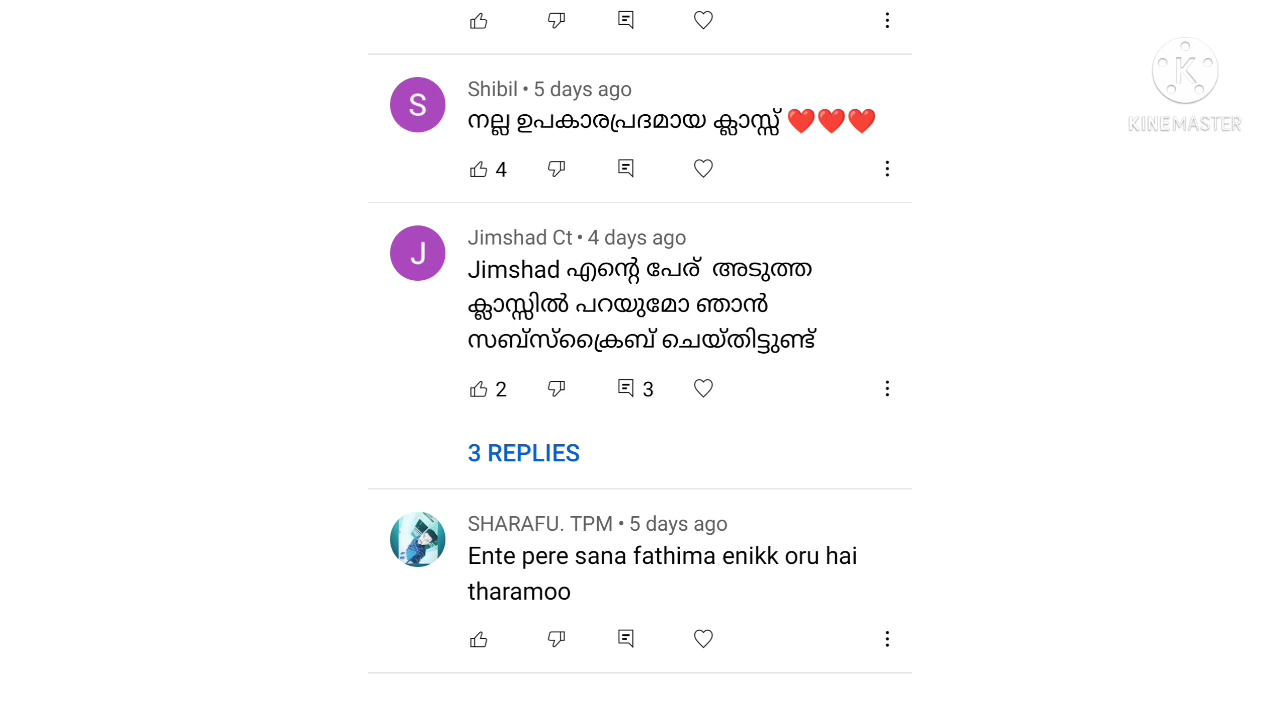 Shibil • 5 days ago
നല്ല ഉപകാരപ്രദമായ ക്ലാസ്സ് ❤️❤️❤️
4
Jimshad Ct • 4 days ago
Jimshad എന്റെ പേര്  അടുത്ത
ക്ലാസ്സിൽ പറയുമോ ഞാൻ
സബ്സ്ക്രൈബ് ചെയ്തിട്ടുണ്ട്
2 3
3 REPLIES
SHARAFU. TPM • 5 days ago
Ente pere sana fathima enikk oru hai
tharamoo
S
J
K
KINEMASTER